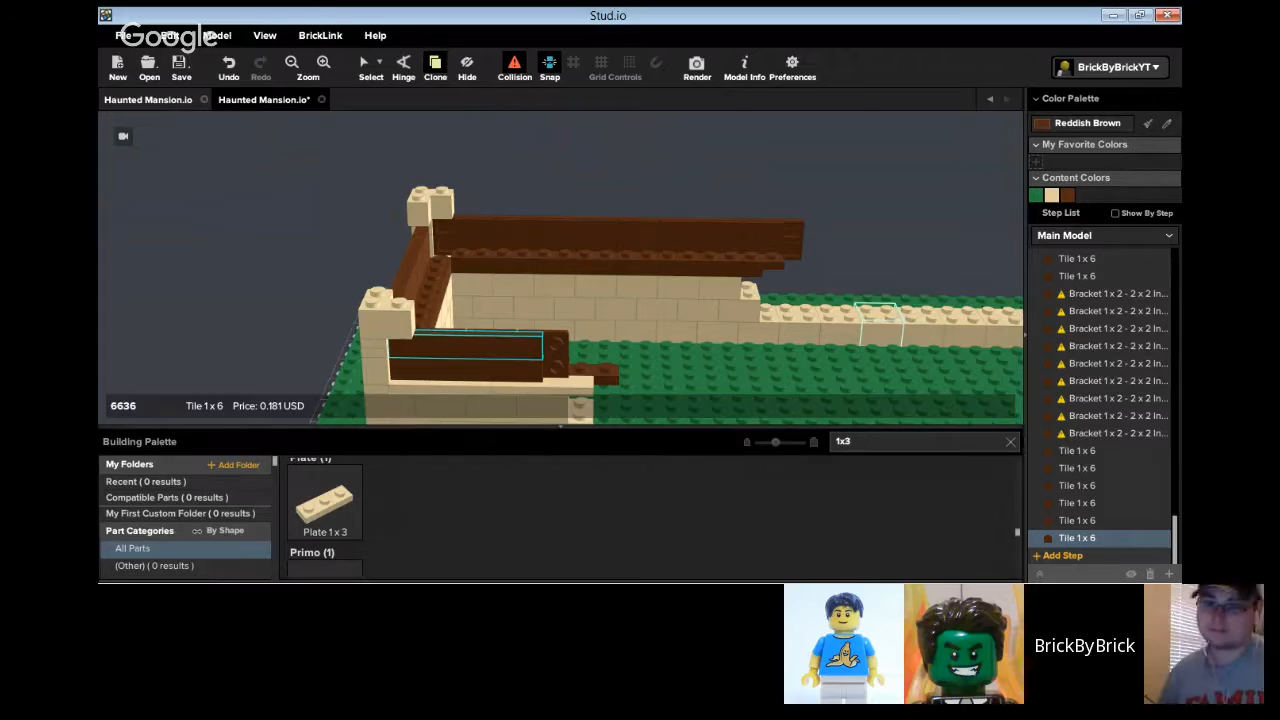 Stud.io
Google
File Edit Model View BrickLink Help
New Open Save Undo Redo Zoom Select Hinge Clone Hide Collision Snap Grid Controls Render Model Info Preferences
BrickByBrickYT
Haunted Mansion.io Haunted Mansion.io*
Color Palette
Reddish Brown
My Favorite Colors
Content Colors
Step List Show By Step
Main Model
Tile 1 x 6
Tile 1 x 6
Bracket 1 x 2 - 2 x 2 In...
Bracket 1 x 2 - 2 x 2 In...
Bracket 1 x 2 - 2 x 2 In...
Bracket 1 x 2 - 2 x 2 In...
Bracket 1 x 2 - 2 x 2 In...
Bracket 1 x 2 - 2 x 2 In...
Bracket 1 x 2 - 2 x 2 In...
Bracket 1 x 2 - 2 x 2 In...
Bracket 1 x 2 - 2 x 2 In...
Tile 1 x 6
Tile 1 x 6
Tile 1 x 6
Tile 1 x 6
Tile 1 x 6
Tile 1 x 6
+ Add Step
6636 Tile 1 x 6 Price: 0.181 USD
Building Palette
1x3
My Folders + Add Folder
Recent ( 0 results )
Compatible Parts ( 0 results )
My First Custom Folder ( 0 results )
Part Categories By Shape
All Parts
(Other) ( 0 results )
Plate (1)
Plate 1 x 3
Primo (1)
BrickByBrick